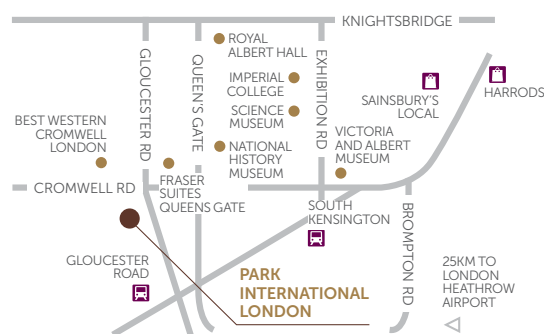 KNIGHTSBRIDGE
ROYAL
ALBERT HALL
GLOUCESTER RD
QUEEN'S GATE
EXHIBITION RD
IMPERIAL
COLLEGE
SCIENCE
MUSEUM
SAINSBURY'S
LOCAL
HARRODS
BEST WESTERN
CROMWELL
LONDON
NATIONAL
HISTORY
MUSEUM
VICTORIA
AND ALBERT
MUSEUM
CROMWELL RD
FRASER
SUITES
QUEENS GATE
SOUTH
KENSINGTON
BROMPTON RD
GLOUCESTER
ROAD
PARK
INTERNATIONAL
LONDON
25KM TO
LONDON
HEATHROW
AIRPORT